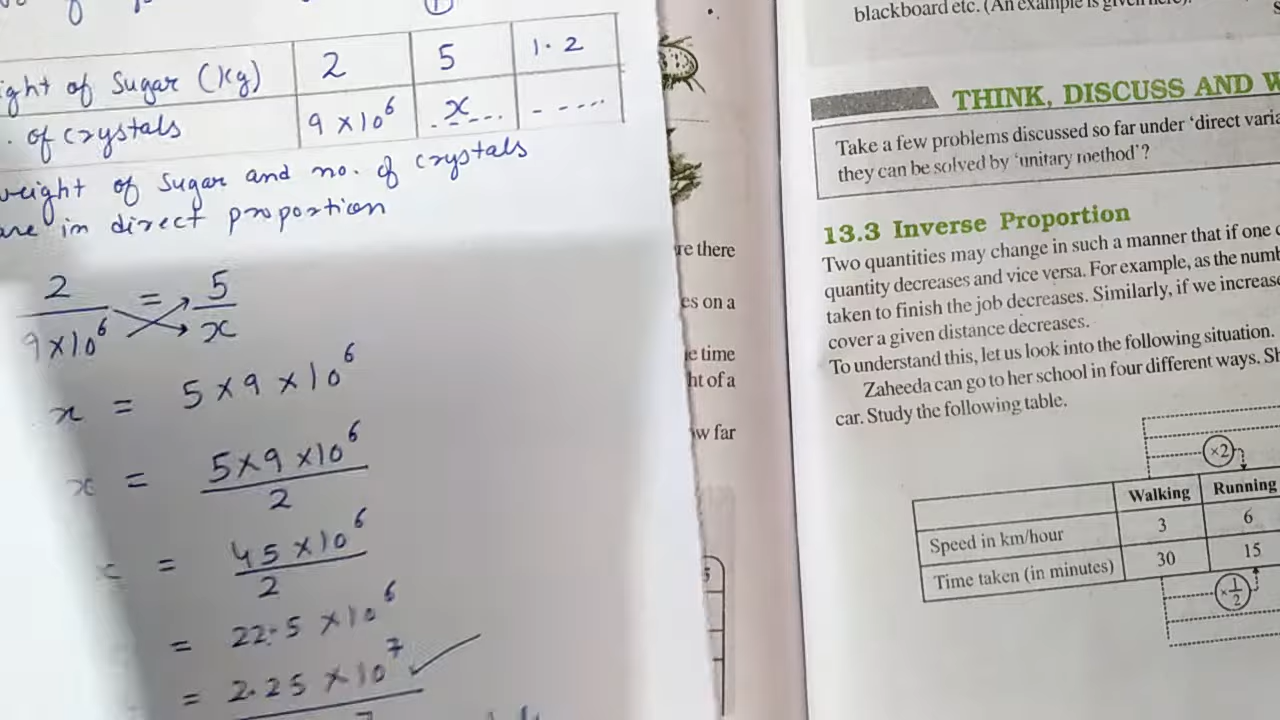 ight of Sugar (kg) 2 5 1.2
. of crystals 9 × 10⁶ x
weight of Sugar and no. of crystals
are in direct proportion
2 = 5
9 × 10⁶ x
x = 5 × 9 × 10⁶
x = 5 × 9 × 10⁶
2
= 45 × 10⁶
2
= 22.5 × 10⁶
= 2.25 × 10⁷
re there
es on a
e time
ht of a
w far
blackboard etc. (An example is given here).
THINK, DISCUSS AND W
Take a few problems discussed so far under 'direct varia
they can be solved by 'unitary method'?
13.3 Inverse Proportion
Two quantities may change in such a manner that if one
quantity decreases and vice versa. For example, as the numb
taken to finish the job decreases. Similarly, if we increase
cover a given distance decreases.
To understand this, let us look into the following situation.
Zaheeda can go to her school in four different ways. Sh
car. Study the following table.
×2
Walking Running
Speed in km/hour 3 6
Time taken (in minutes) 30 15
×1/2